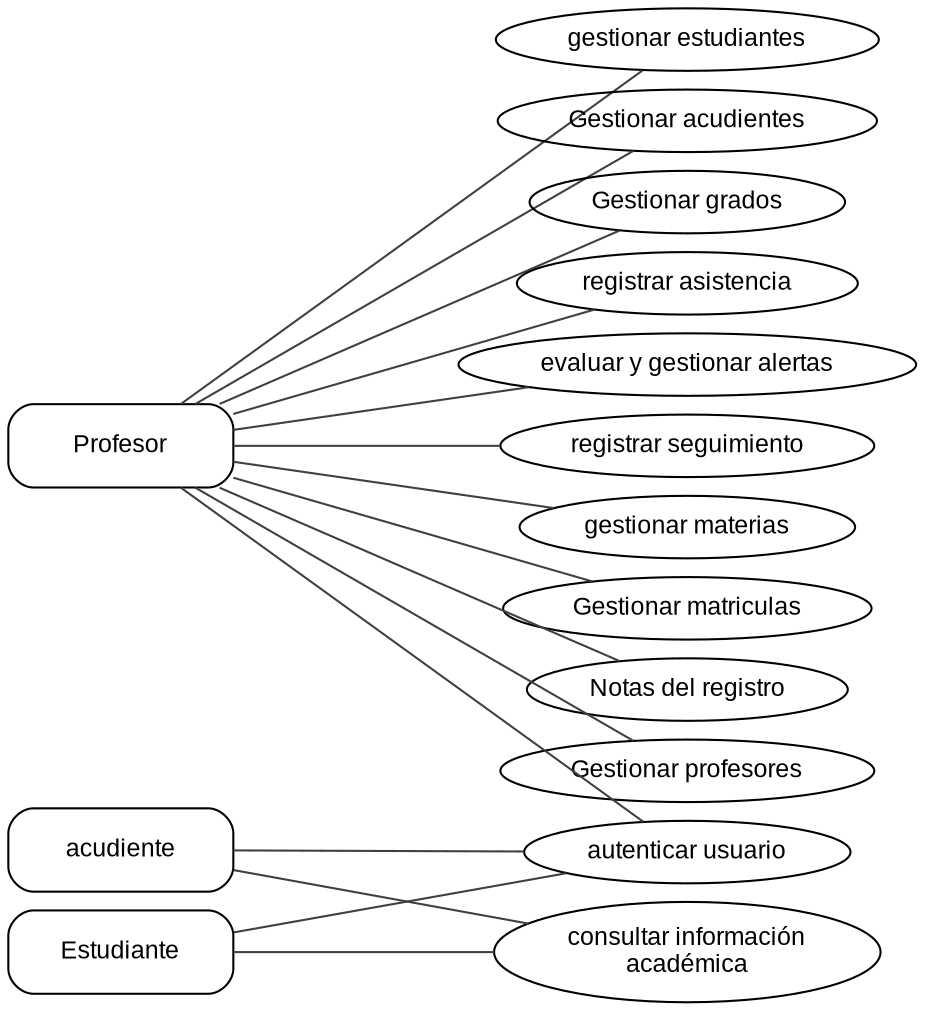 gestionar estudiantes
Gestionar acudientes
Gestionar grados
registrar asistencia
evaluar y gestionar alertas
Profesor
registrar seguimiento
gestionar materias
Gestionar matriculas
Notas del registro
Gestionar profesores
acudiente
autenticar usuario
Estudiante
consultar información
académica